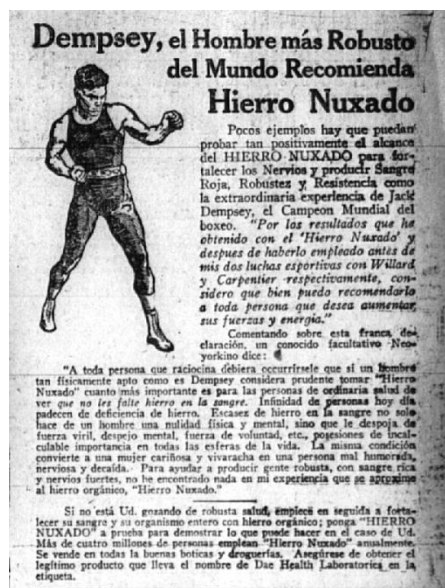 Dempsey, el Hombre más Robusto
del Mundo Recomienda
Hierro Nuxado
Pocos ejemplos hay que puedan
probar tan positivamente el alcance
del HIERRO NUXADO para for-
talecer los Nervios y producir Sangre
Roja, Robustez y Resistencia como
la extraordinaria experiencia de Jack
Dempsey, el Campeon Mundial del
boxeo. "Por los resultados que he
obtenido con el 'Hierro Nuxado' y
despues de haberlo empleado antes de
mis dos luchas esportivas con Willard
y Carpentier respectivamente, con-
sidero que bien puedo recomendarlo
a toda persona que desea aumentar
sus fuerzas y energia."
Comentando sobre esta franca de-
claración, un conocido facultativo Neo-
yorkino dice:
"A toda persona que raciocina debiera occurrírsele que si un hombre
tan físicamente apto como es Dempsey considera prudente tomar "Hierro
Nuxado" cuanto más importante es para las personas de ordinaria salud de
ver que no les falte hierro en la sangre. Infinidad de personas hoy día
padecen de deficiencia de hierro. Escasez de hierro en la sangre no solo
hace de un hombre una nulidad física y mental, sino que le despoja de
fuerza viril, despejo mental, fuerza de voluntad, etc., posesiones de incal-
culable importancia en todas las esferas de la vida. La misma condición
convierte a una mujer cariñosa y vivaracha en una persona mal humorada,
nerviosa y decaída. Para ayudar a producir gente robusta, con sangre rica
y nervios fuertes, no he encontrado nada en mi experiencia que se aproxime
al hierro orgánico, "Hierro Nuxado."
Si no está Ud. gozando de robusta salud, empiece en seguida a forta-
lecer su sangre y su organismo entero con hierro orgánico; ponga "HIERRO
NUXADO" a prueba para demostrar lo que puede hacer en el caso de Ud.
Más de cuatro millones de personas emplean "Hierro Nuxado" anualmente.
Se vende en todas la buenas boticas y droguerías. Asegúrese de obtener el
legítimo producto que lleva el nombre de Dae Health Laboratories en la
etiqueta.